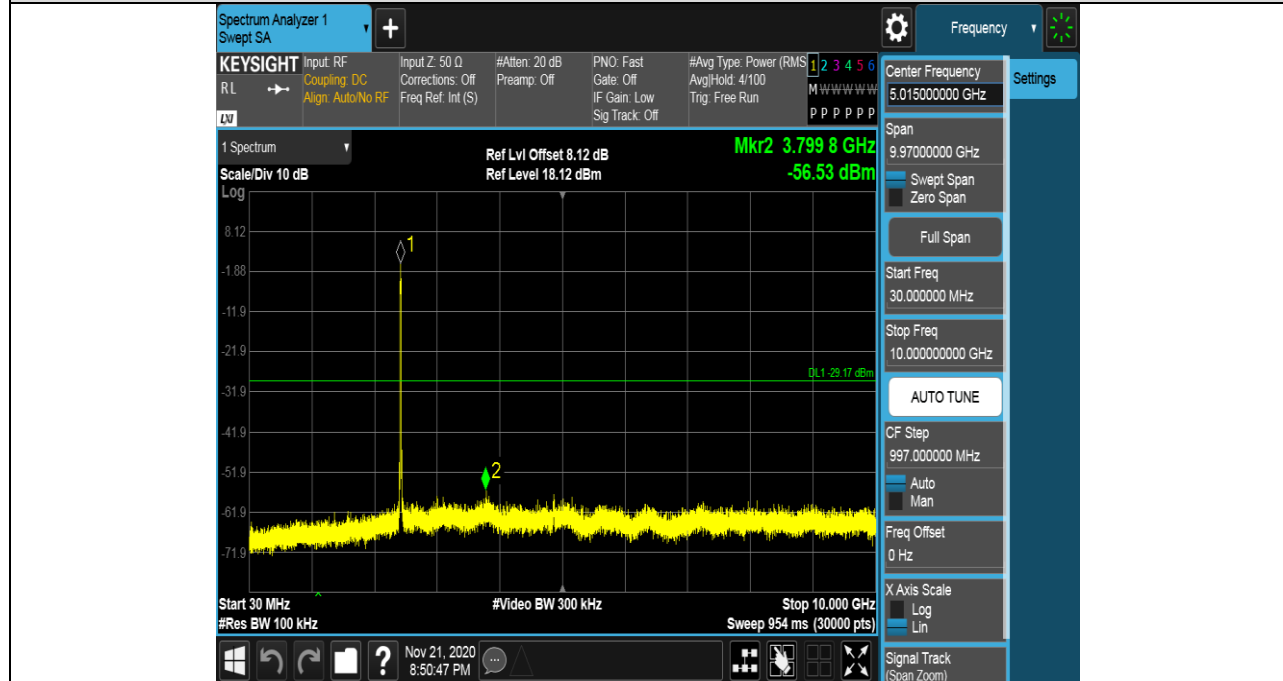 Spectrum Analyzer 1
Swept SA
+
Frequency
KEYSIGHT
RL
LXI
Input: RF
Coupling: DC
Align: Auto/No RF
Input Z: 50 Ω
Corrections: Off
Freq Ref: Int (S)
#Atten: 20 dB
Preamp: Off
PNO: Fast
Gate: Off
IF Gain: Low
Sig Track: Off
#Avg Type: Power (RMS
Avg|Hold: 4/100
Trig: Free Run
1 2 3 4 5 6
M W W W W W
P P P P P P
1 Spectrum
Scale/Div 10 dB
Log
Ref Lvl Offset 8.12 dB
Ref Level 18.12 dBm
Mkr2 3.799 8 GHz
-56.53 dBm
8.12
-1.88
-11.9
-21.9
-31.9
-41.9
-51.9
-61.9
-71.9
1
2
DL1 -29.17 dBm
Start 30 MHz
#Res BW 100 kHz
#Video BW 300 kHz
Stop 10.000 GHz
Sweep 954 ms (30000 pts)
?
Nov 21, 2020
8:50:47 PM
Center Frequency
5.015000000 GHz
Span
9.97000000 GHz
Swept Span
Zero Span
Full Span
Start Freq
30.000000 MHz
Stop Freq
10.000000000 GHz
AUTO TUNE
CF Step
997.000000 MHz
Auto
Man
Freq Offset
0 Hz
X Axis Scale
Log
Lin
Signal Track
(Span Zoom)
Settings